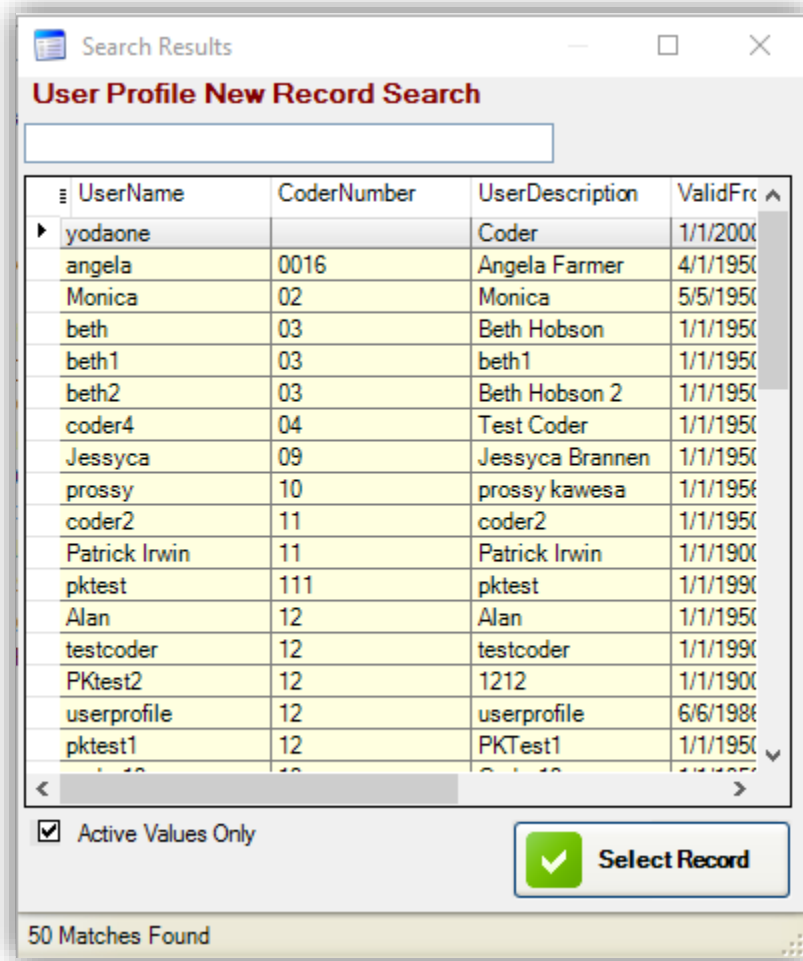 Search Results
User Profile New Record Search
UserName CoderNumber UserDescription ValidFrc
yodaone Coder 1/1/2000
angela 0016 Angela Farmer 4/1/1950
Monica 02 Monica 5/5/1950
beth 03 Beth Hobson 1/1/1950
beth1 03 beth1 1/1/1950
beth2 03 Beth Hobson 2 1/1/1950
coder4 04 Test Coder 1/1/1950
Jessyca 09 Jessyca Brannen 1/1/1950
prossy 10 prossy kawesa 1/1/1956
coder2 11 coder2 1/1/1950
Patrick Irwin 11 Patrick Irwin 1/1/1900
pktest 111 pktest 1/1/1990
Alan 12 Alan 1/1/1950
testcoder 12 testcoder 1/1/1990
PKtest2 12 1212 1/1/1900
userprofile 12 userprofile 6/6/1986
pktest1 12 PKTest1 1/1/1950
Active Values Only
Select Record
50 Matches Found